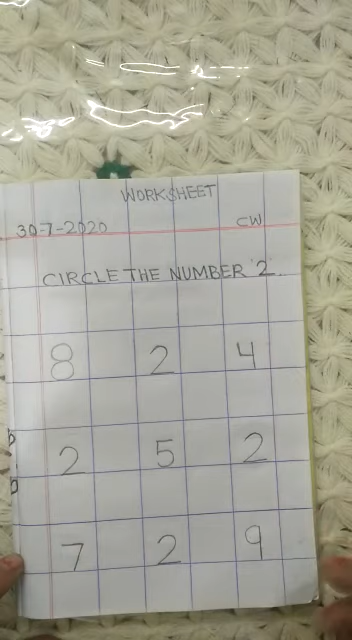 WORKSHEET
30-7-2020 CW
CIRCLE THE NUMBER '2'.
8 2 4
2 5 2
7 2 9